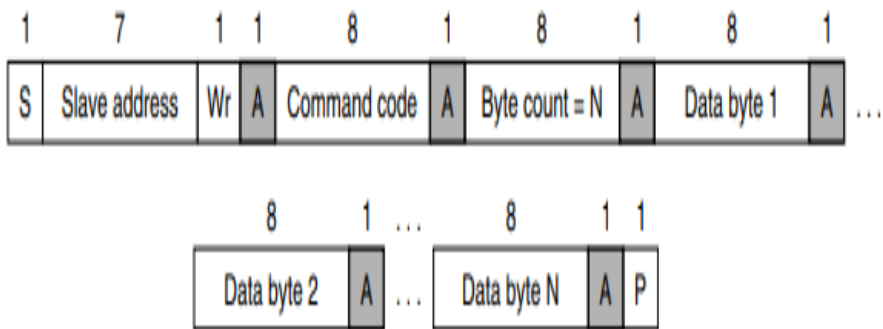 1 7 1 1 8 1 8 1 8 1
S Slave address Wr A Command code A Byte count = N A Data byte 1 A ...
8 1 ... 8 1 1
Data byte 2 A ... Data byte N A P